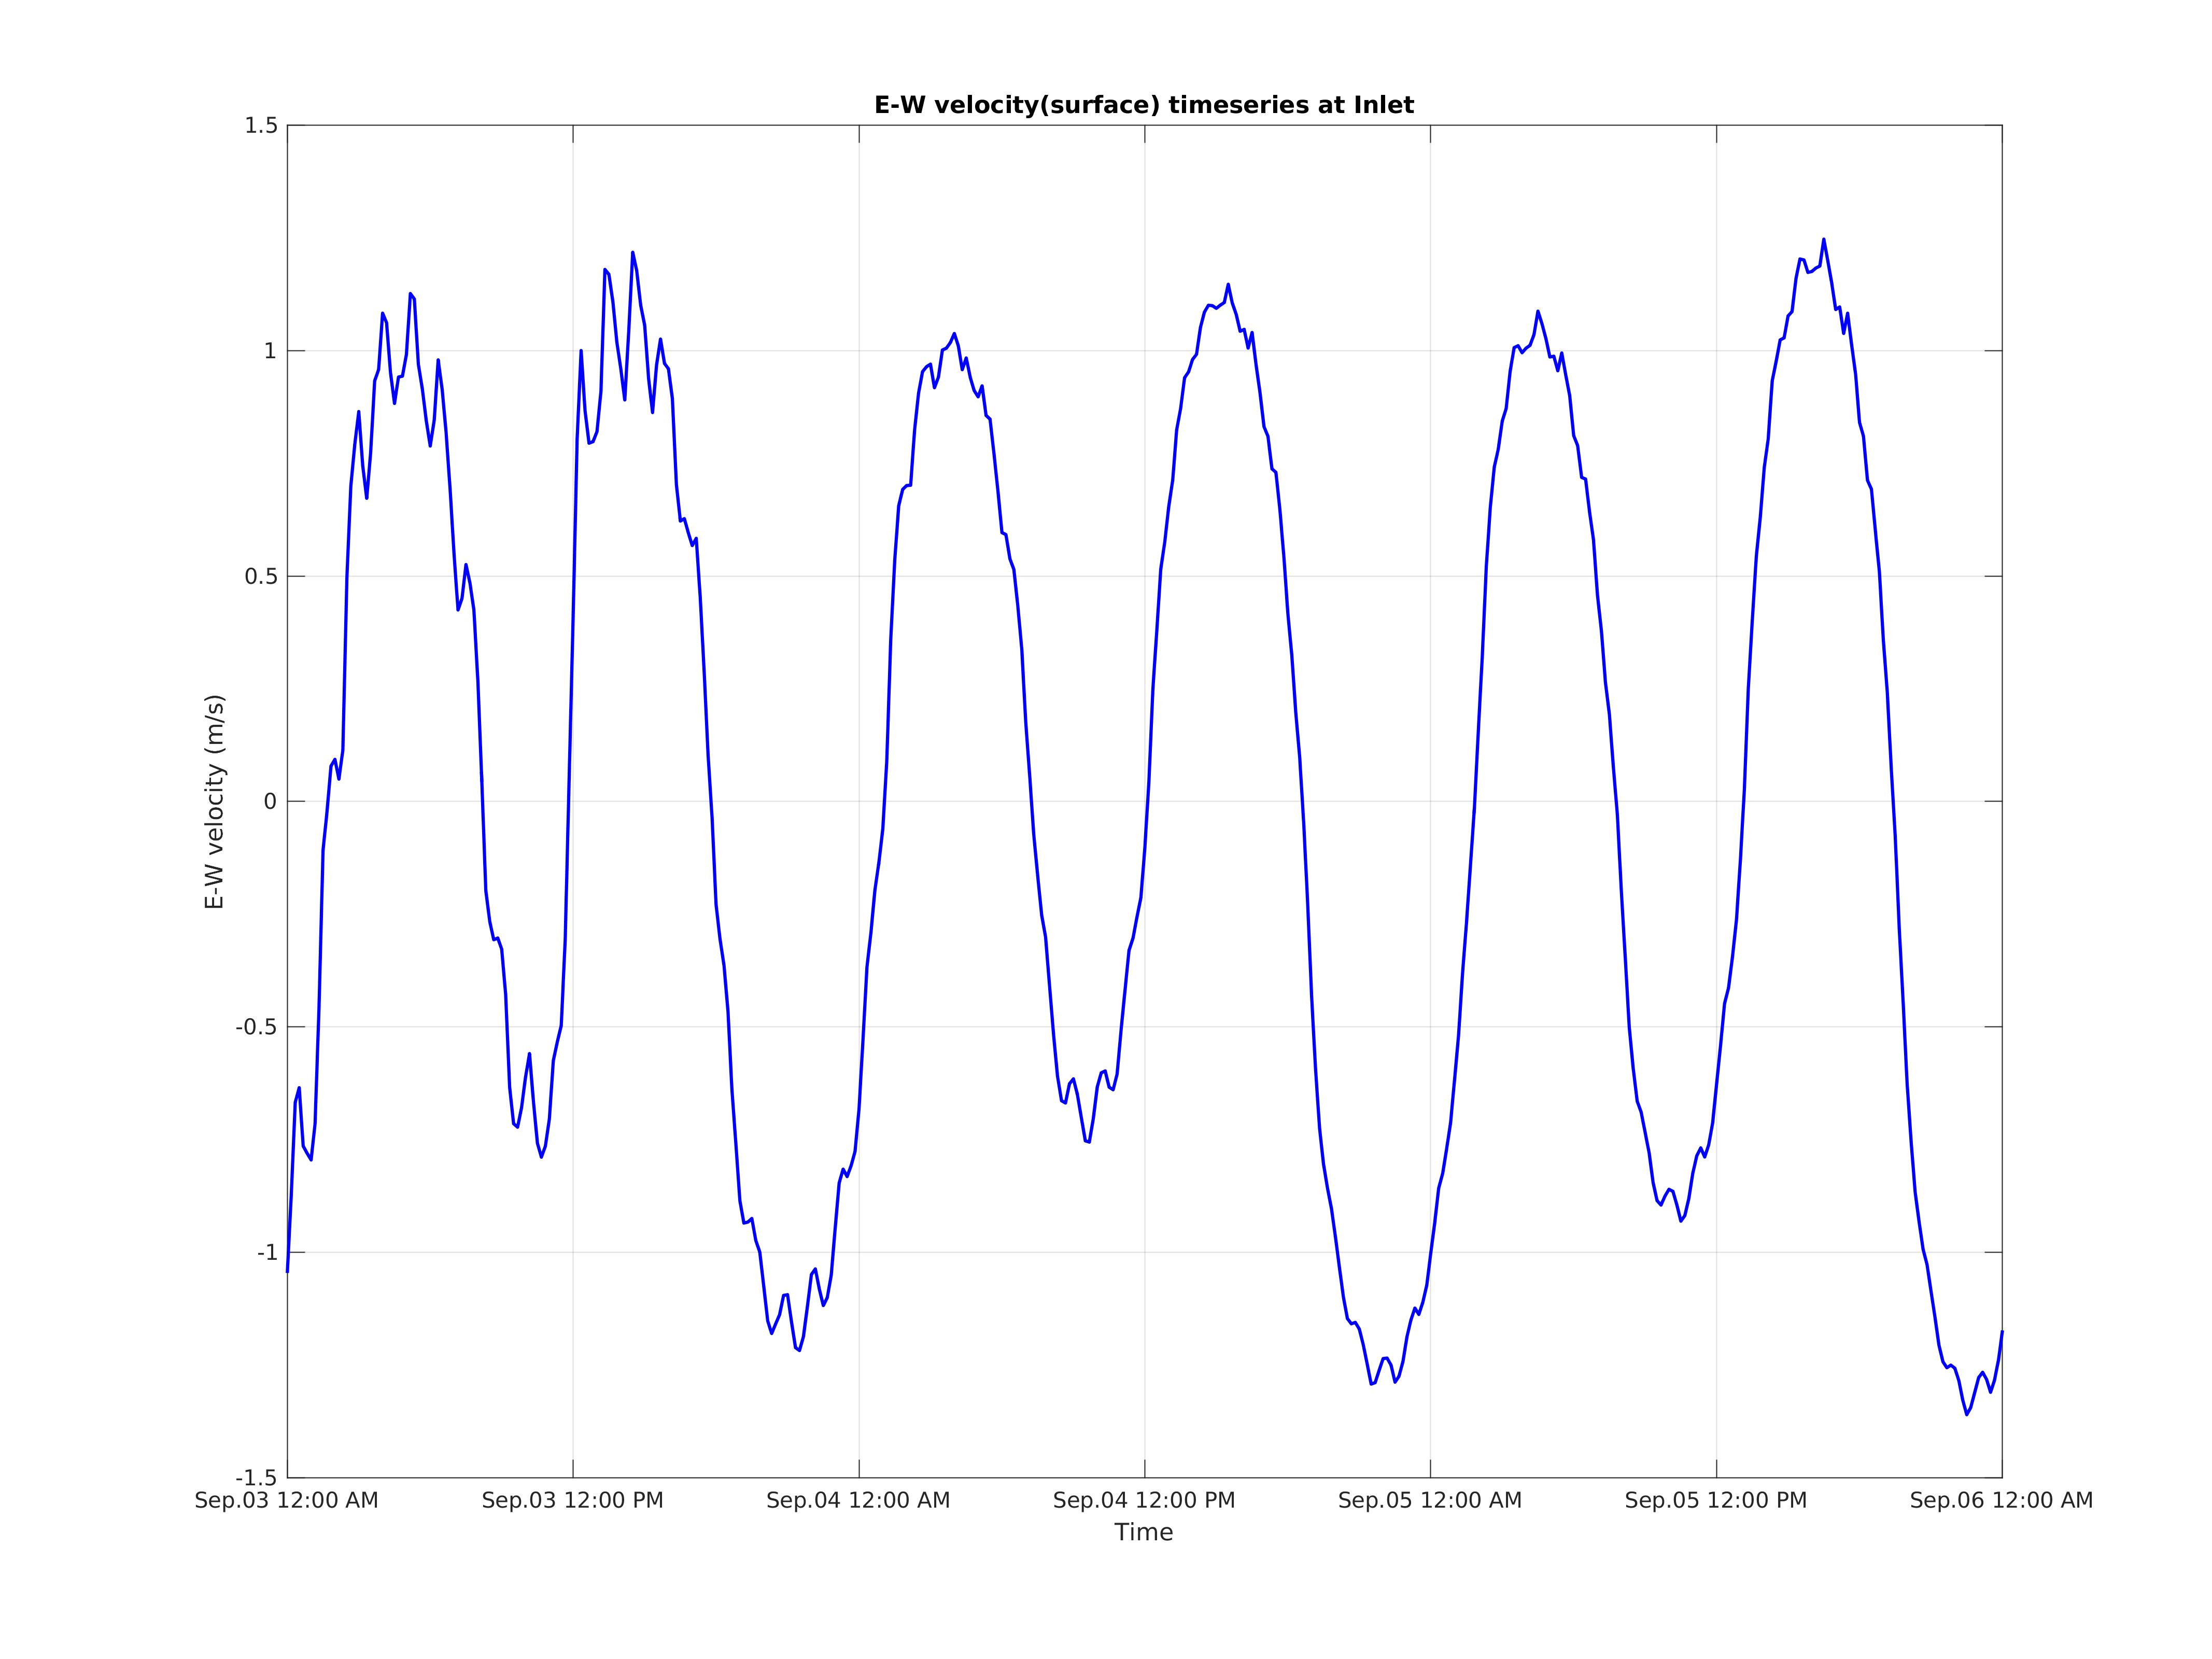 E-W velocity(surface) timeseries at Inlet
1.5
1
0.5
0
-0.5
-1
-1.5
E-W velocity (m/s)
Sep.03 12:00 AM Sep.03 12:00 PM Sep.04 12:00 AM Sep.04 12:00 PM Sep.05 12:00 AM Sep.05 12:00 PM Sep.06 12:00 AM
Time